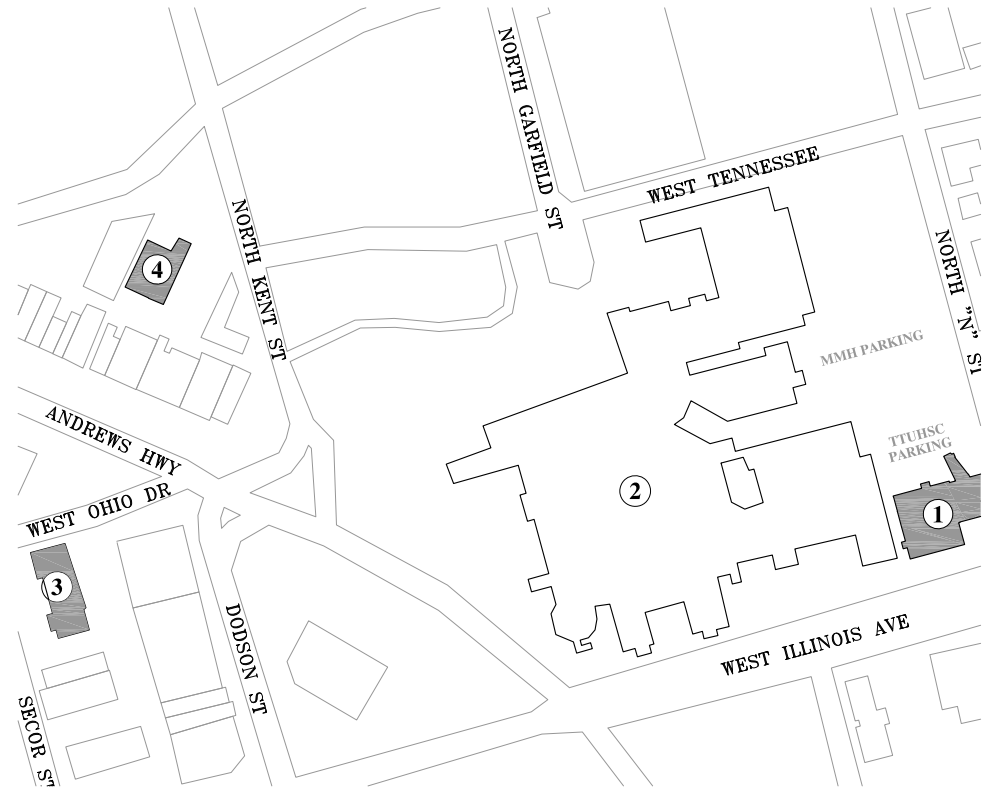 NORTH GARFIELD ST
WEST TENNESSEE
NORTH KENT ST
4
NORTH "N" ST
MMH PARKING
ANDREWS HWY
TTUHSC
PARKING
WEST OHIO DR
2
1
3
DODSON ST
WEST ILLINOIS AVE
SECOR ST